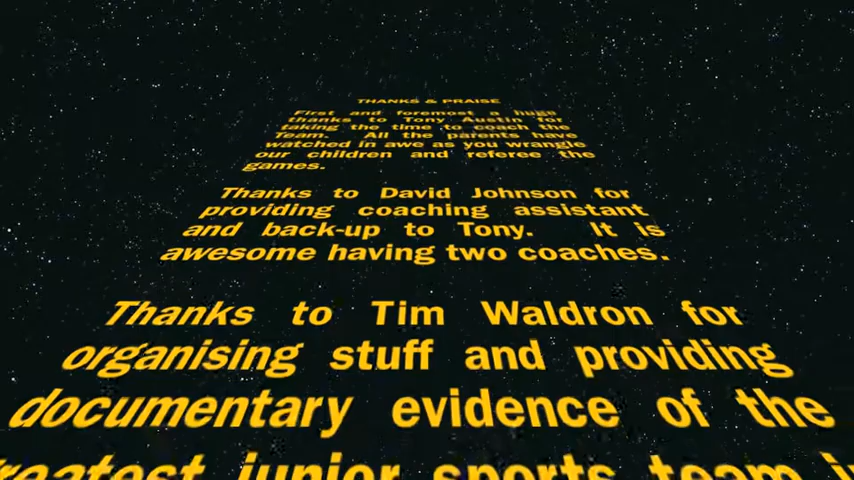 THANKS & PRAISE
First and foremost a huge
thanks to Tony Austin for
taking the time to coach the
Team. All the parents have
watched in awe as you wrangle
our children and referee the
games.
Thanks to David Johnson for
providing coaching assistant
and back-up to Tony. It is
awesome having two coaches.
Thanks to Tim Waldron for
organising stuff and providing
documentary evidence of the
junior sports team